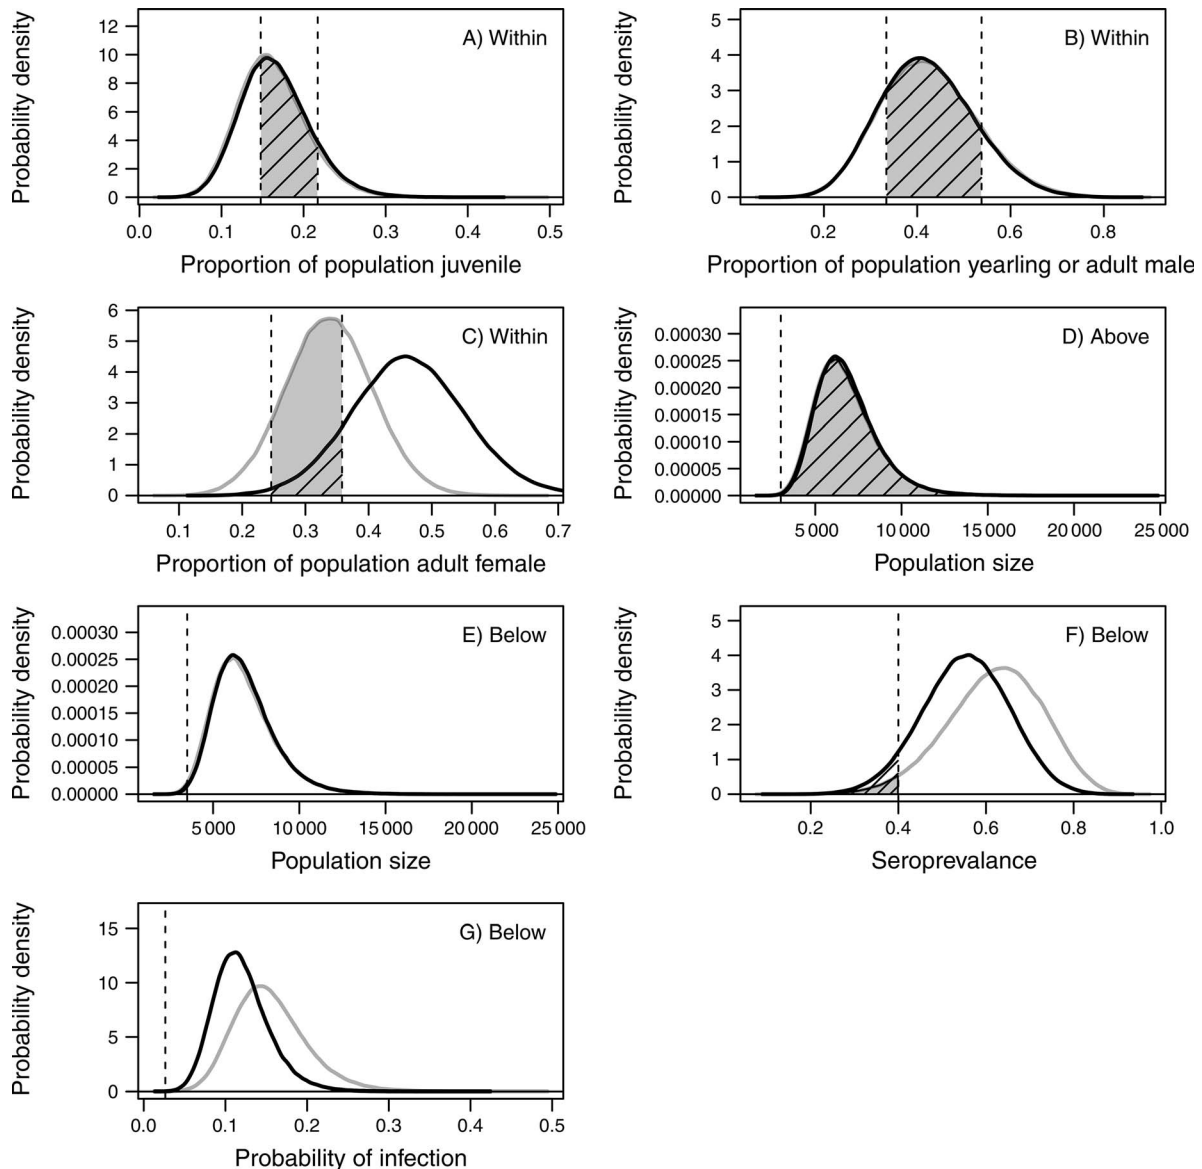 Probability density
12
10
8
6
4
2
0
A) Within
0.0 0.1 0.2 0.3 0.4 0.5
Proportion of population juvenile
Probability density
5
4
3
2
1
0
B) Within
0.2 0.4 0.6 0.8
Proportion of population yearling or adult male
Probability density
6
5
4
3
2
1
0
C) Within
0.1 0.2 0.3 0.4 0.5 0.6 0.7
Proportion of population adult female
Probability density
0.00030
0.00025
0.00020
0.00015
0.00010
0.00005
0.00000
D) Above
5000 10000 15000 20000 25000
Population size
Probability density
0.00030
0.00025
0.00020
0.00015
0.00010
0.00005
0.00000
E) Below
5000 10000 15000 20000 25000
Population size
Probability density
5
4
3
2
1
0
F) Below
0.2 0.4 0.6 0.8 1.0
Seroprevalance
Probability density
15
10
5
0
G) Below
0.0 0.1 0.2 0.3 0.4 0.5
Probability of infection